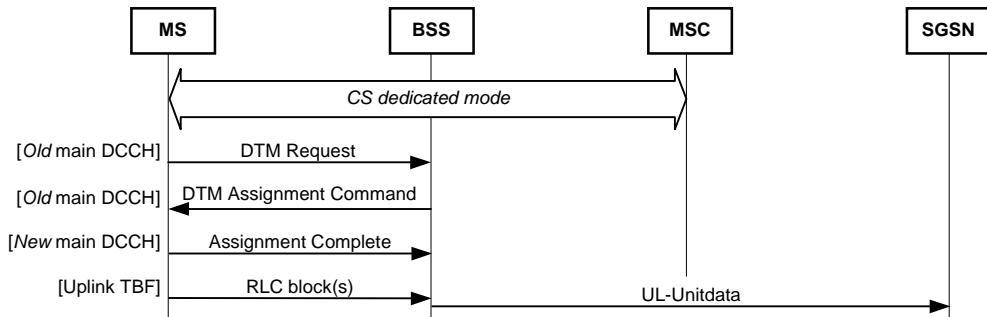 MS BSS MSC SGSN
CS dedicated mode
[Old main DCCH] DTM Request
[Old main DCCH] DTM Assignment Command
[New main DCCH] Assignment Complete
[Uplink TBF] RLC block(s) UL-Unitdata